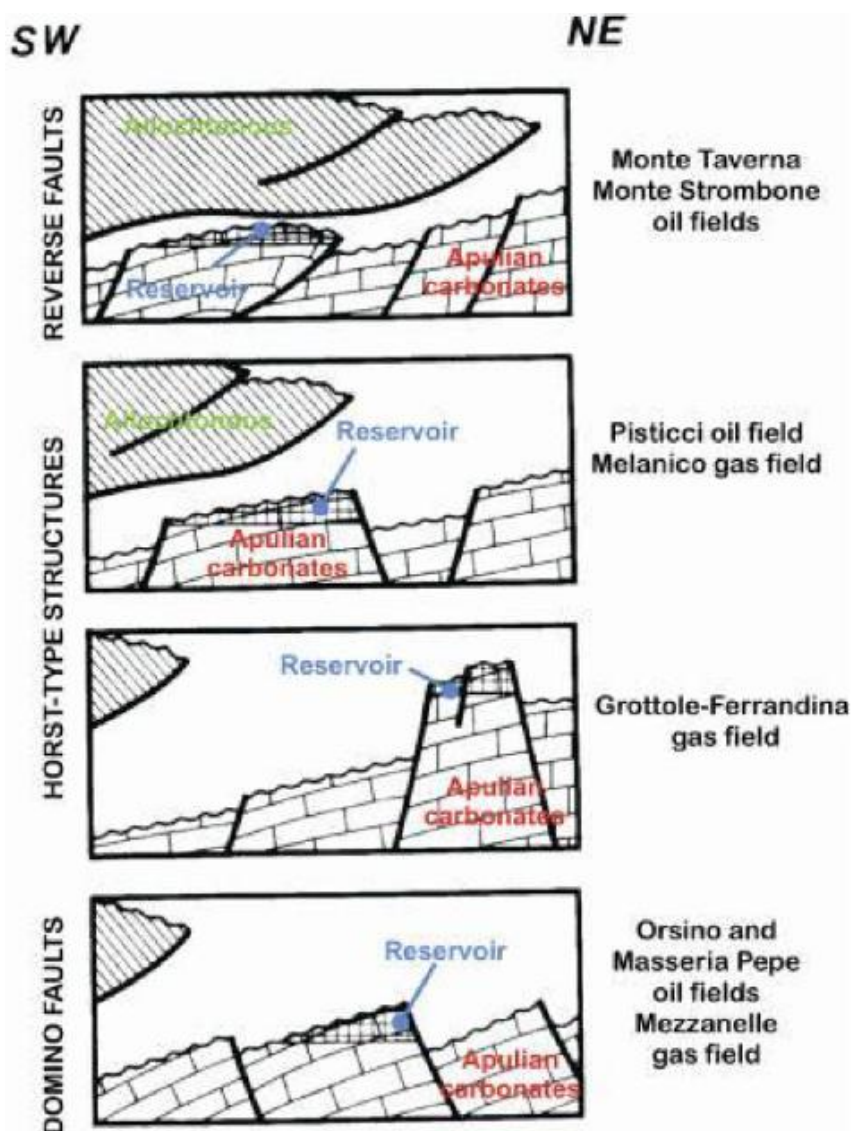 SW
NE
REVERSE FAULTS
Allochtonous
Reservoir
Apulian
carbonates
Monte Taverna
Monte Strombone
oil fields
HORST-TYPE STRUCTURES
Allochtonous
Reservoir
Apulian
carbonates
Pisticci oil field
Melanico gas field
Reservoir
Apulian
carbonates
Grottole-Ferrandina
gas field
DOMINO FAULTS
Reservoir
Apulian
carbonates
Orsino and
Masseria Pepe
oil fields
Mezzanelle
gas field